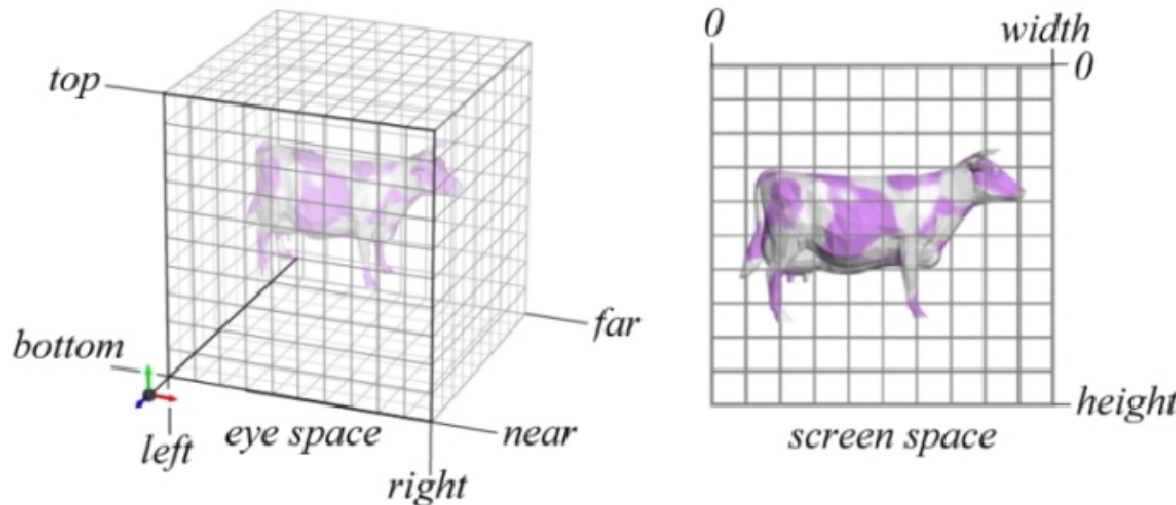 top
bottom
left
eye space
right
near
far
0
width
0
height
screen space